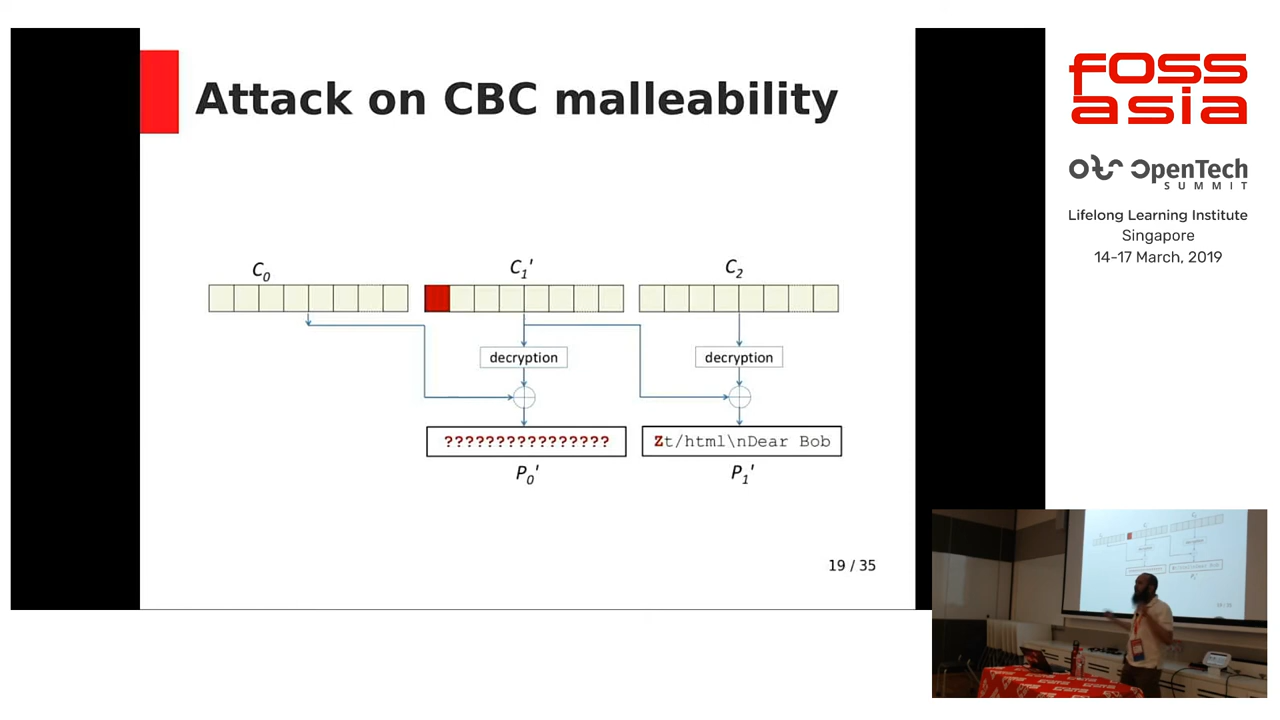 Attack on CBC malleability
C0
C1'
C2
decryption
decryption
????????????????
Zt/html\nDear Bob
P0'
P1'
19 / 35
FOSS
asia
OpenTech
SUMMIT
Lifelong Learning Institute
Singapore
14-17 March, 2019